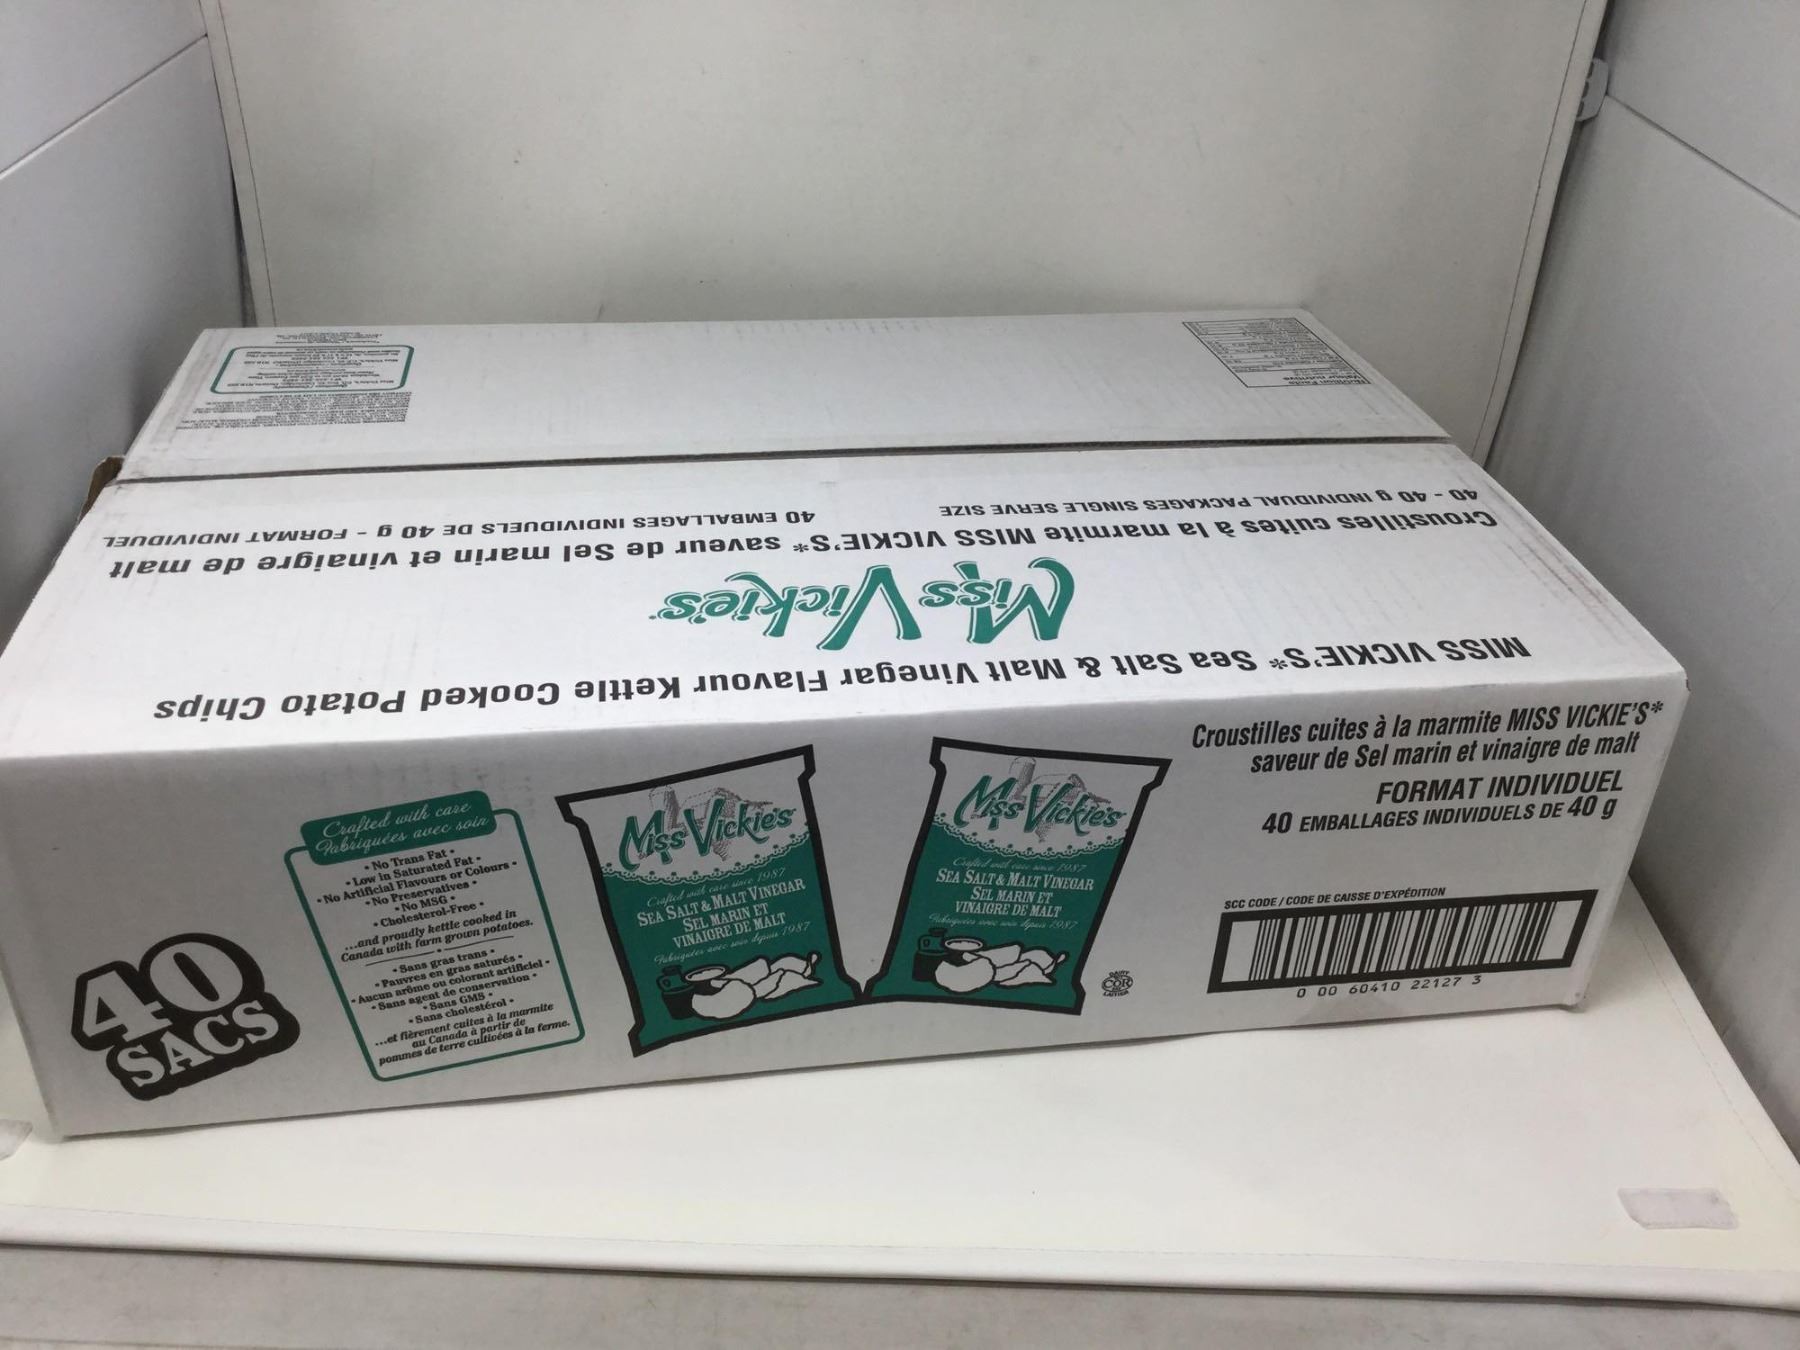 MISS VICKIE'S* Sea Salt & Malt Vinegar Flavour Kettle Cooked Potato Chips
Miss Vickie's
Croustilles cuites à la marmite MISS VICKIE'S* saveur de Sel marin et vinaigre de malt
40 - 40 g INDIVIDUAL PACKAGES SINGLE SERVE SIZE
40 EMBALLAGES INDIVIDUELS DE 40 g - FORMAT INDIVIDUEL
Nutrition Facts
Valeur nutritive
40
SACS
Crafted with care
Fabriquées avec soin
• No Trans Fat •
• Low in Saturated Fat •
• No Artificial Flavours or Colours •
• No Preservatives •
• No MSG •
• Cholesterol-Free •
...and proudly kettle cooked in
Canada with farm grown potatoes.
• Sans gras trans •
• Pauvres en gras saturés •
• Aucun arôme ou colorant artificiel •
• Sans agent de conservation •
• Sans GMS •
• Sans cholestérol •
...et fièrement cuites à la marmite
au Canada à partir de
pommes de terre cultivées à la ferme.
Miss Vickie's
Crafted with care since 1987
SEA SALT & MALT VINEGAR
SEL MARIN ET
VINAIGRE DE MALT
Fabriquées avec soin depuis 1987
Miss Vickie's
Crafted with care since 1987
SEA SALT & MALT VINEGAR
SEL MARIN ET
VINAIGRE DE MALT
Fabriquées avec soin depuis 1987
DAIRY
COR
LAITIER
Croustilles cuites à la marmite MISS VICKIE'S*
saveur de Sel marin et vinaigre de malt
FORMAT INDIVIDUEL
40 EMBALLAGES INDIVIDUELS DE 40 g
SCC CODE / CODE DE CAISSE D'EXPÉDITION
0 00 60410 22127 3